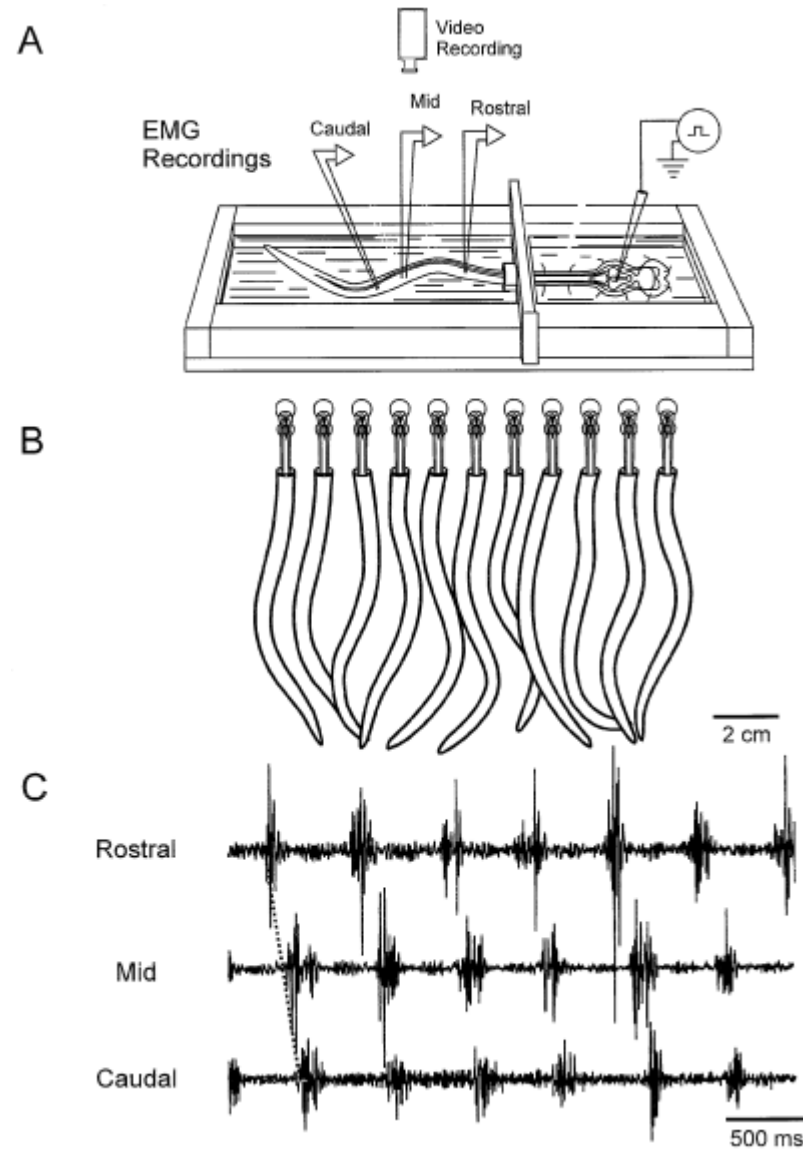 A
Video
Recording
EMG
Recordings
Caudal
Mid
Rostral
B
2 cm
C
Rostral
Mid
Caudal
500 ms